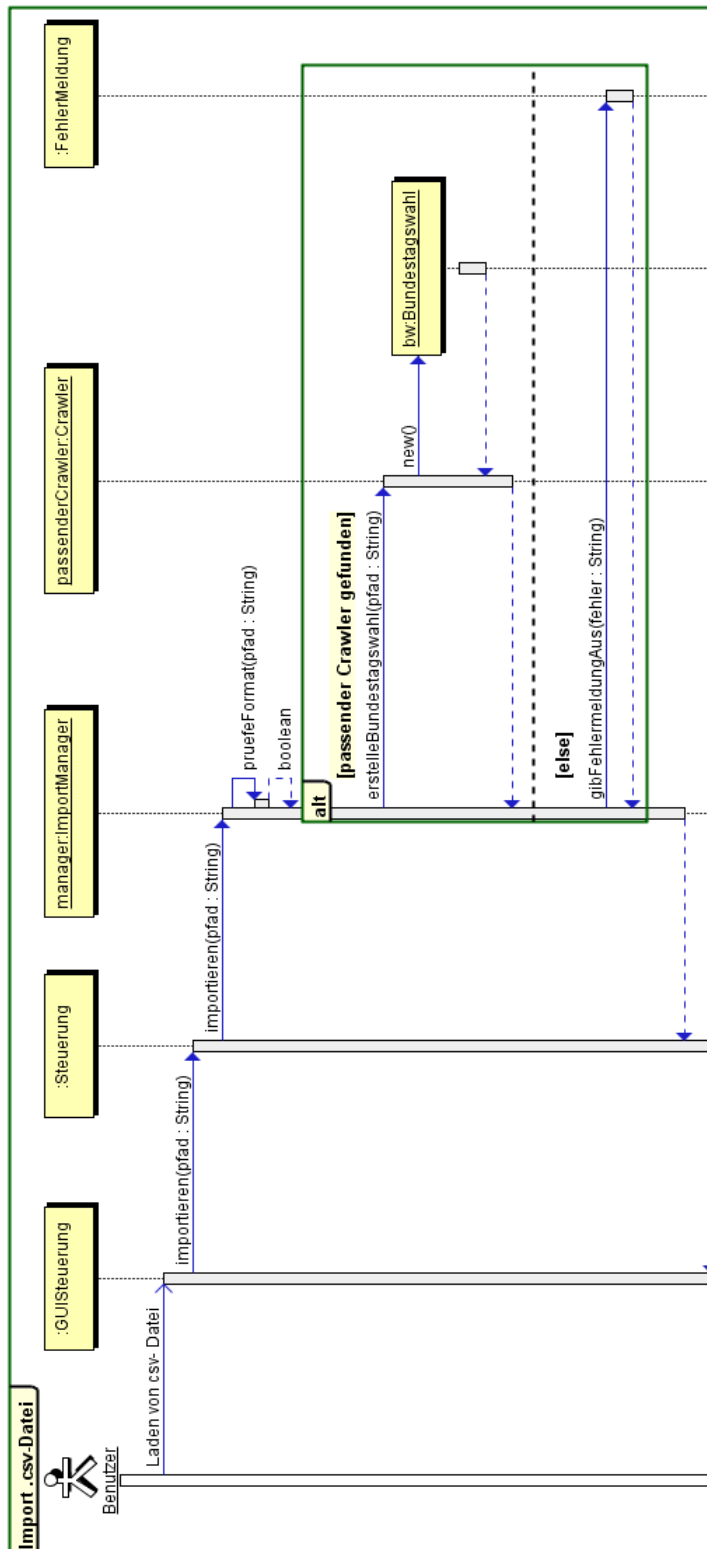 Import .csv-Datei
Benutzer
:GUISteuerung
:Steuerung
manager:ImportManager
passenderCrawler:Crawler
:FehlerMeldung
Laden von csv- Datei
importieren(pfad : String)
importieren(pfad : String)
pruefeFormat(pfad : String)
boolean
alt
[passender Crawler gefunden]
erstelleBundestagswahl(pfad : String)
new()
bw:Bundestagswahl
[else]
gibFehlermeldungAus(fehler : String)